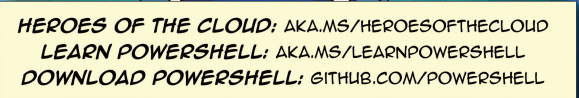 HEROES OF THE CLOUD: AKA.MS/HEROESOFTHECLOUD
LEARN POWERSHELL: AKA.MS/LEARNPOWERSHELL
DOWNLOAD POWERSHELL: GITHUB.COM/POWERSHELL